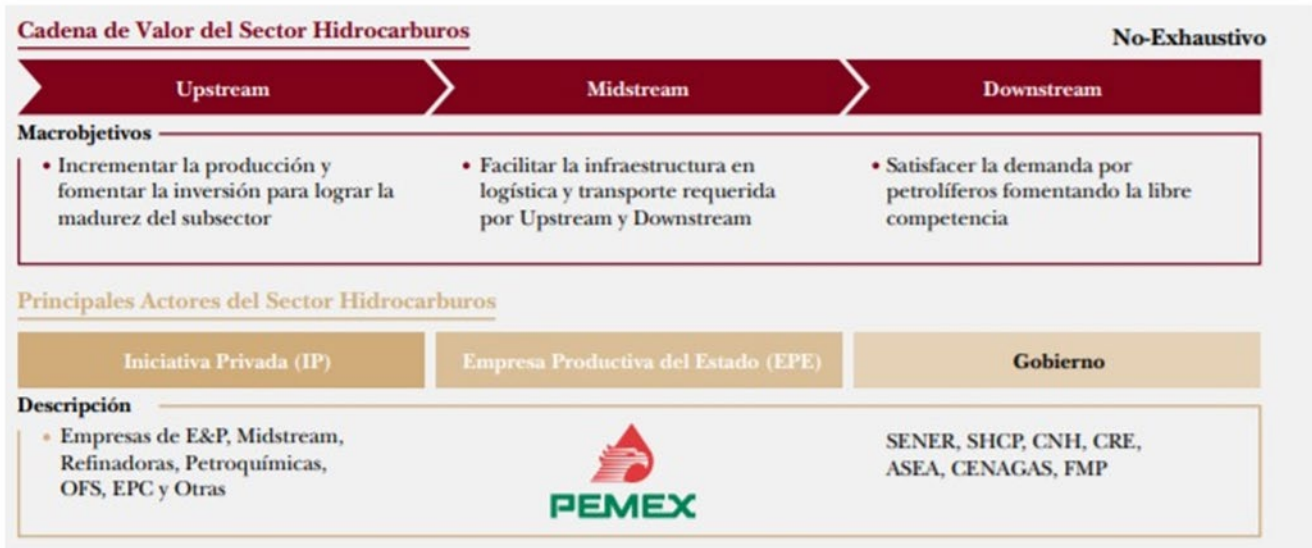 Cadena de Valor del Sector Hidrocarburos
No-Exhaustivo
Upstream
Midstream
Downstream
Macrobjetivos
• Incrementar la producción y
fomentar la inversión para lograr la
madurez del subsector
• Facilitar la infraestructura en
logística y transporte requerida
por Upstream y Downstream
• Satisfacer la demanda por
petrolíferos fomentando la libre
competencia
Principales Actores del Sector Hidrocarburos
Iniciativa Privada (IP)
Empresa Productiva del Estado (EPE)
Gobierno
Descripción
• Empresas de E&P, Midstream,
Refinadoras, Petroquímicas,
OFS, EPC y Otras
PEMEX
SENER, SHCP, CNH, CRE,
ASEA, CENAGAS, FMP